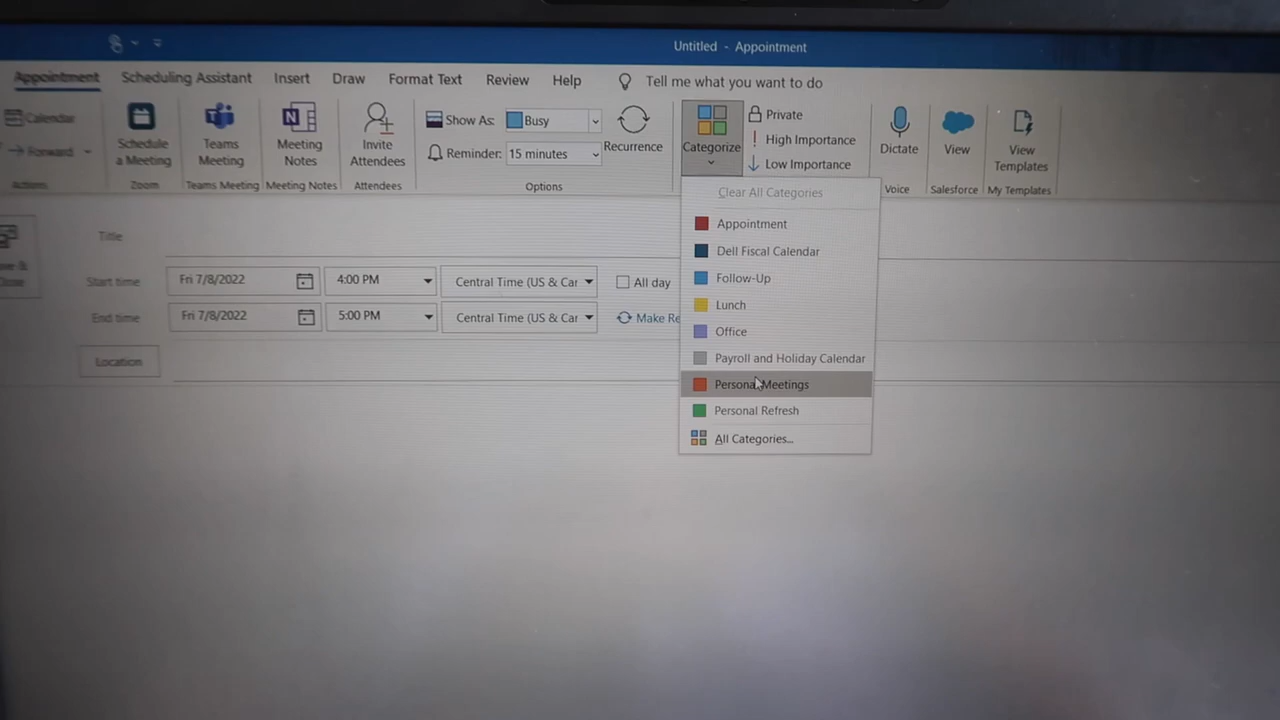 Untitled - Appointment
Appointment Scheduling Assistant Insert Draw Format Text Review Help Tell me what you want to do
Calendar
Forward
Actions
Schedule
a Meeting
Zoom
Teams
Meeting
Teams Meeting
Meeting
Notes
Meeting Notes
Invite
Attendees
Attendees
Show As: Busy
Reminder: 15 minutes
Recurrence
Options
Categorize
Private
High Importance
Low Importance
Dictate
Voice
View
Salesforce
View
Templates
My Templates
Clear All Categories
Appointment
Dell Fiscal Calendar
Follow-Up
Lunch
Office
Payroll and Holiday Calendar
Personal Meetings
Personal Refresh
All Categories...
Title
Start time Fri 7/8/2022 4:00 PM Central Time (US & Car All day
End time Fri 7/8/2022 5:00 PM Central Time (US & Car Make Re
Location